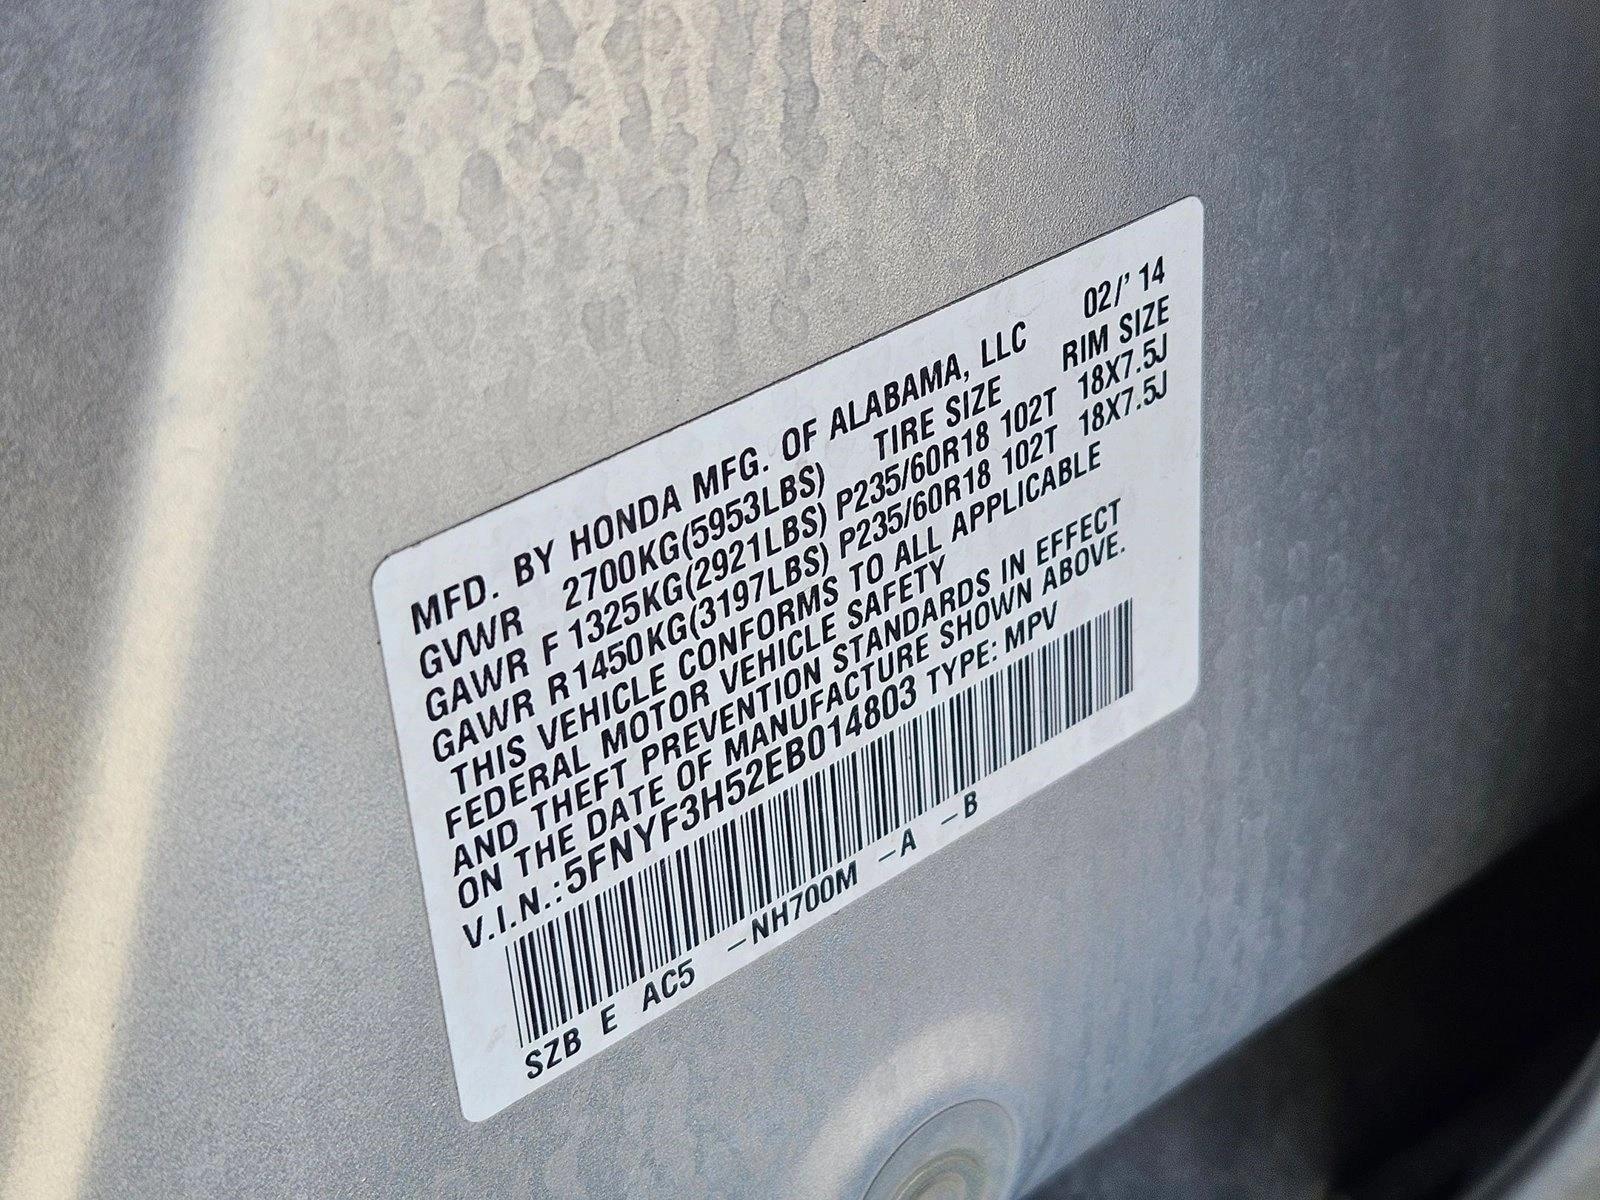 MFD. BY HONDA MFG. OF ALABAMA, LLC 02/' 14
GVWR 2700KG(5953LBS) TIRE SIZE RIM SIZE
GAWR F 1325KG(2921LBS) P235/60R18 102T 18X7.5J
GAWR R1450KG(3197LBS) P235/60R18 102T 18X7.5J
THIS VEHICLE CONFORMS TO ALL APPLICABLE
FEDERAL MOTOR VEHICLE SAFETY
AND THEFT PREVENTION STANDARDS IN EFFECT
ON THE DATE OF MANUFACTURE SHOWN ABOVE.
V.I.N.:5FNYF3H52EB014803 TYPE: MPV
SZB E AC5 -NH700M -A -B